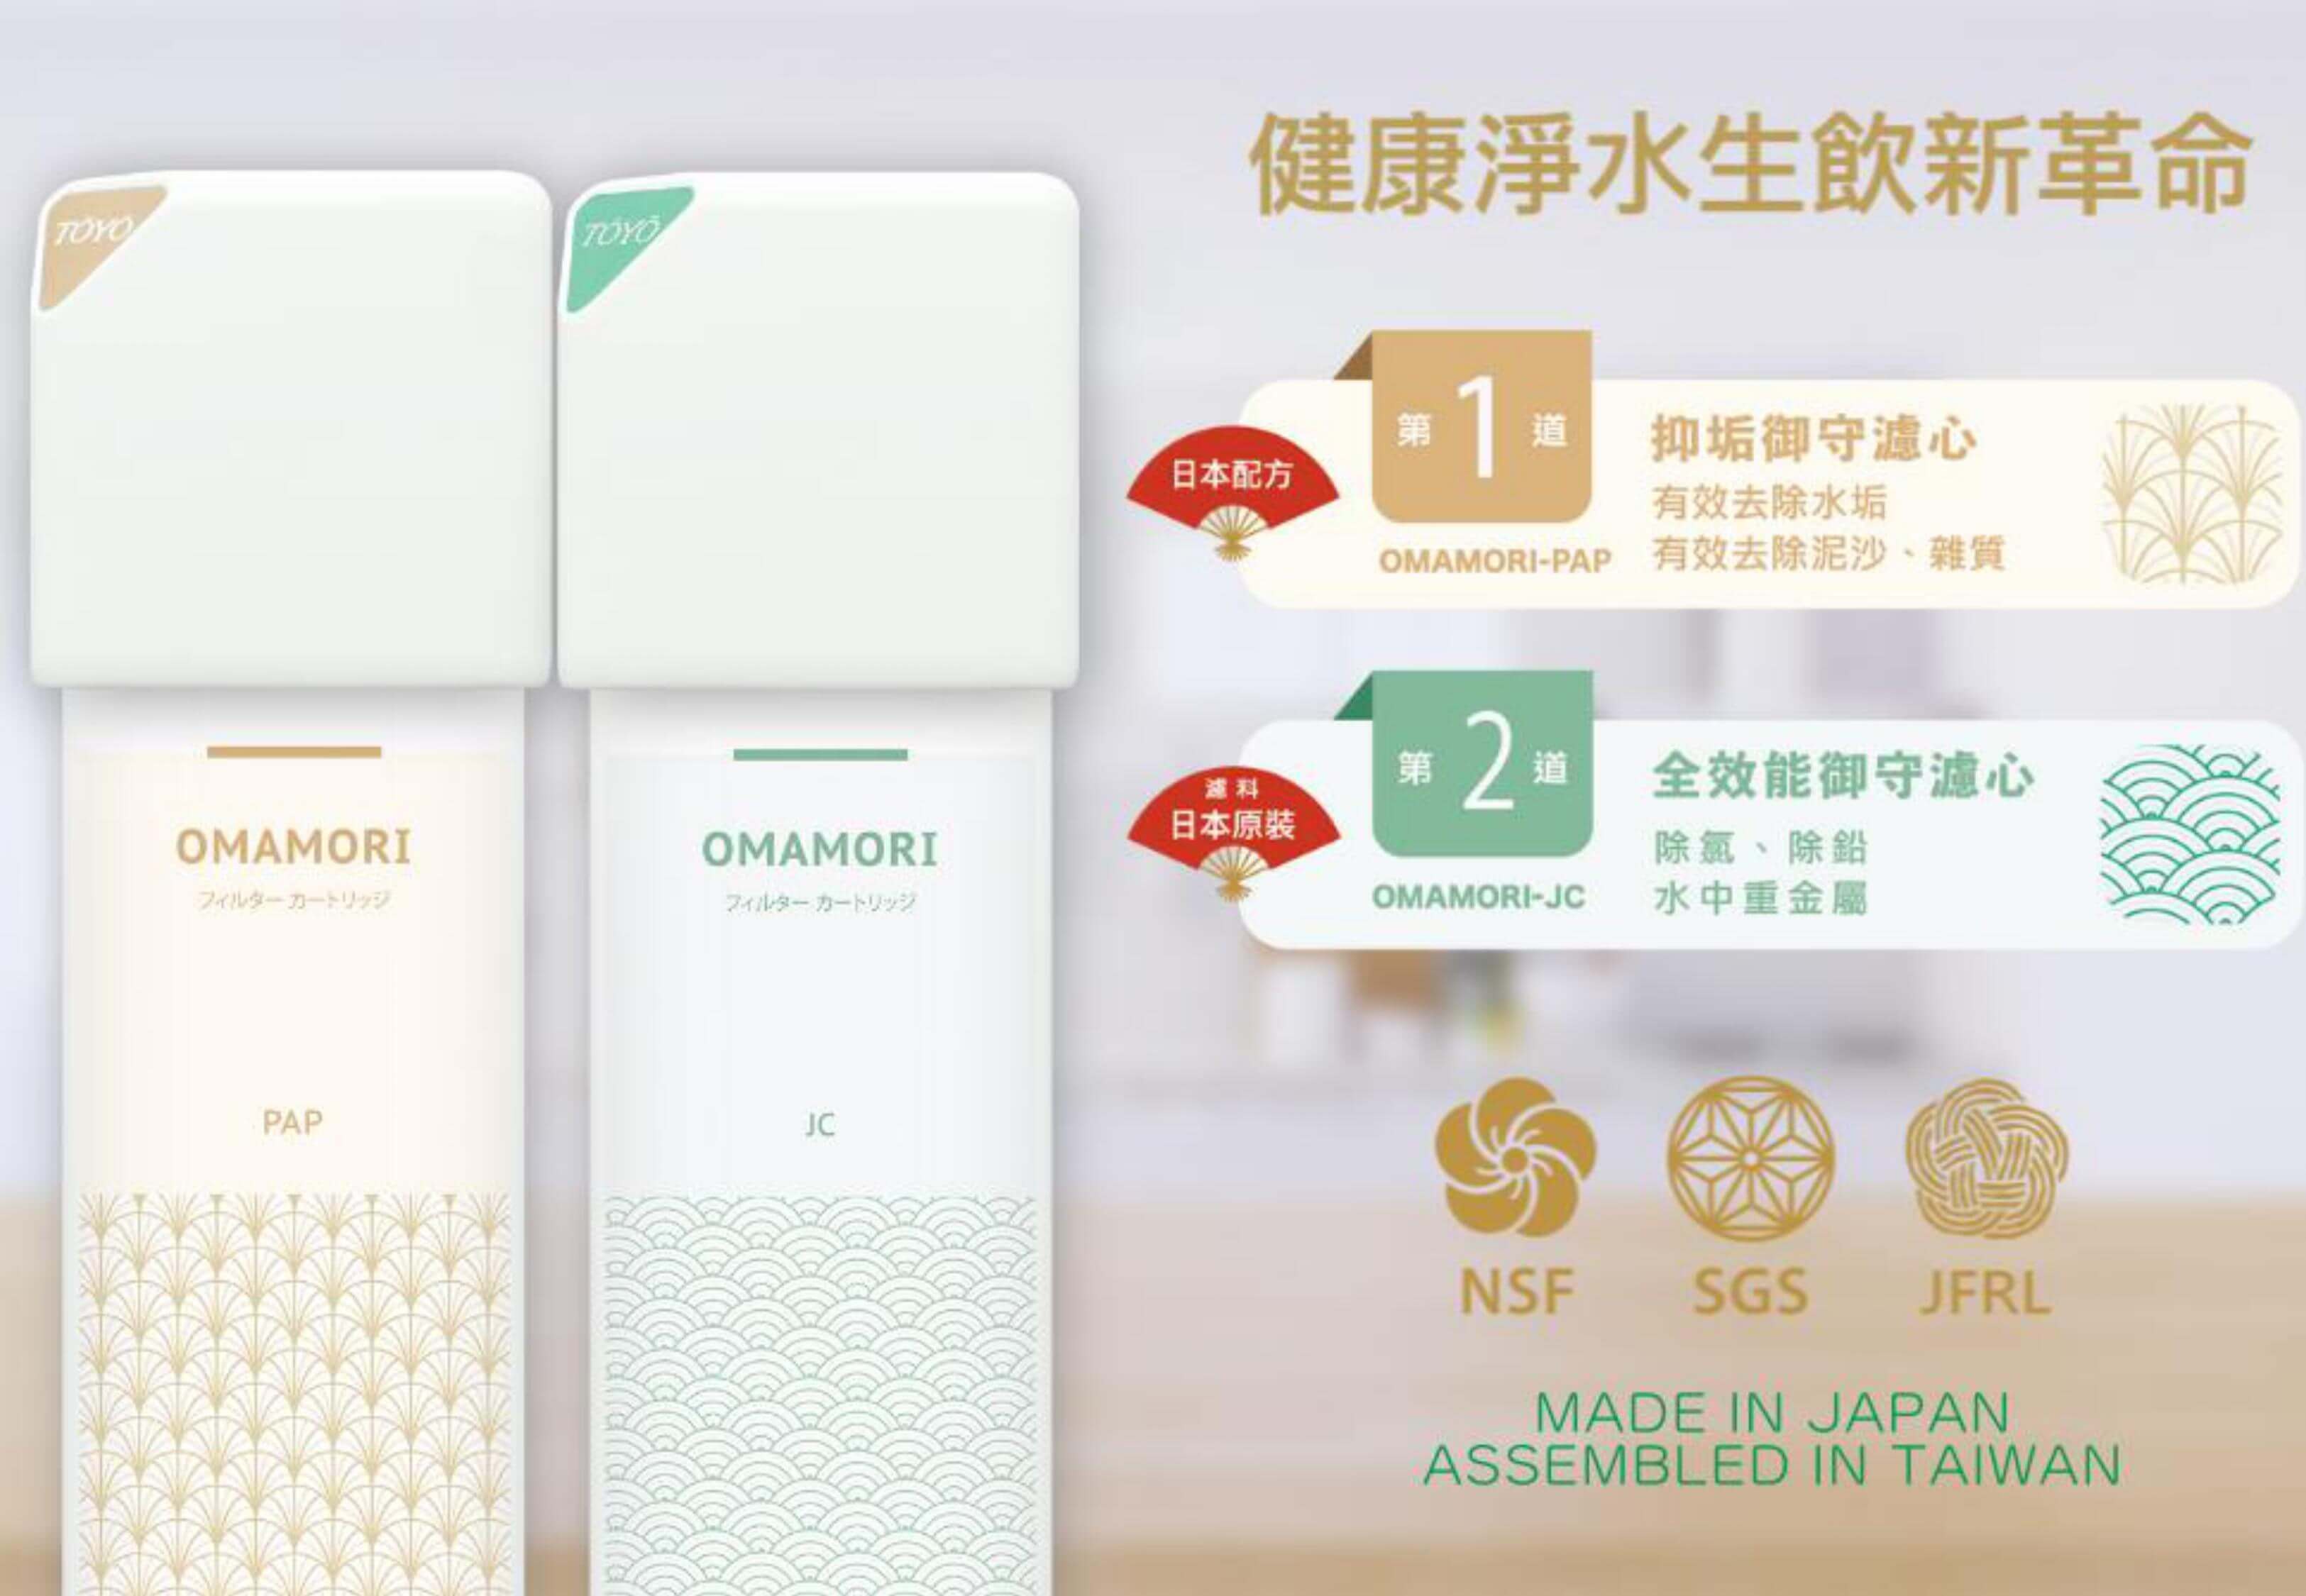 健康淨水生飲新革命
TOYO
TOYO
OMAMORI
フィルター カートリッジ
PAP
OMAMORI
フィルター カートリッジ
JC
日本配方
第 1 道
OMAMORI-PAP
抑垢御守濾心
有效去除水垢
有效去除泥沙、雜質
濾料
日本原裝
第 2 道
OMAMORI-JC
全效能御守濾心
除氯、除鉛
水中重金屬
NSF
SGS
JFRL
MADE IN JAPAN
ASSEMBLED IN TAIWAN